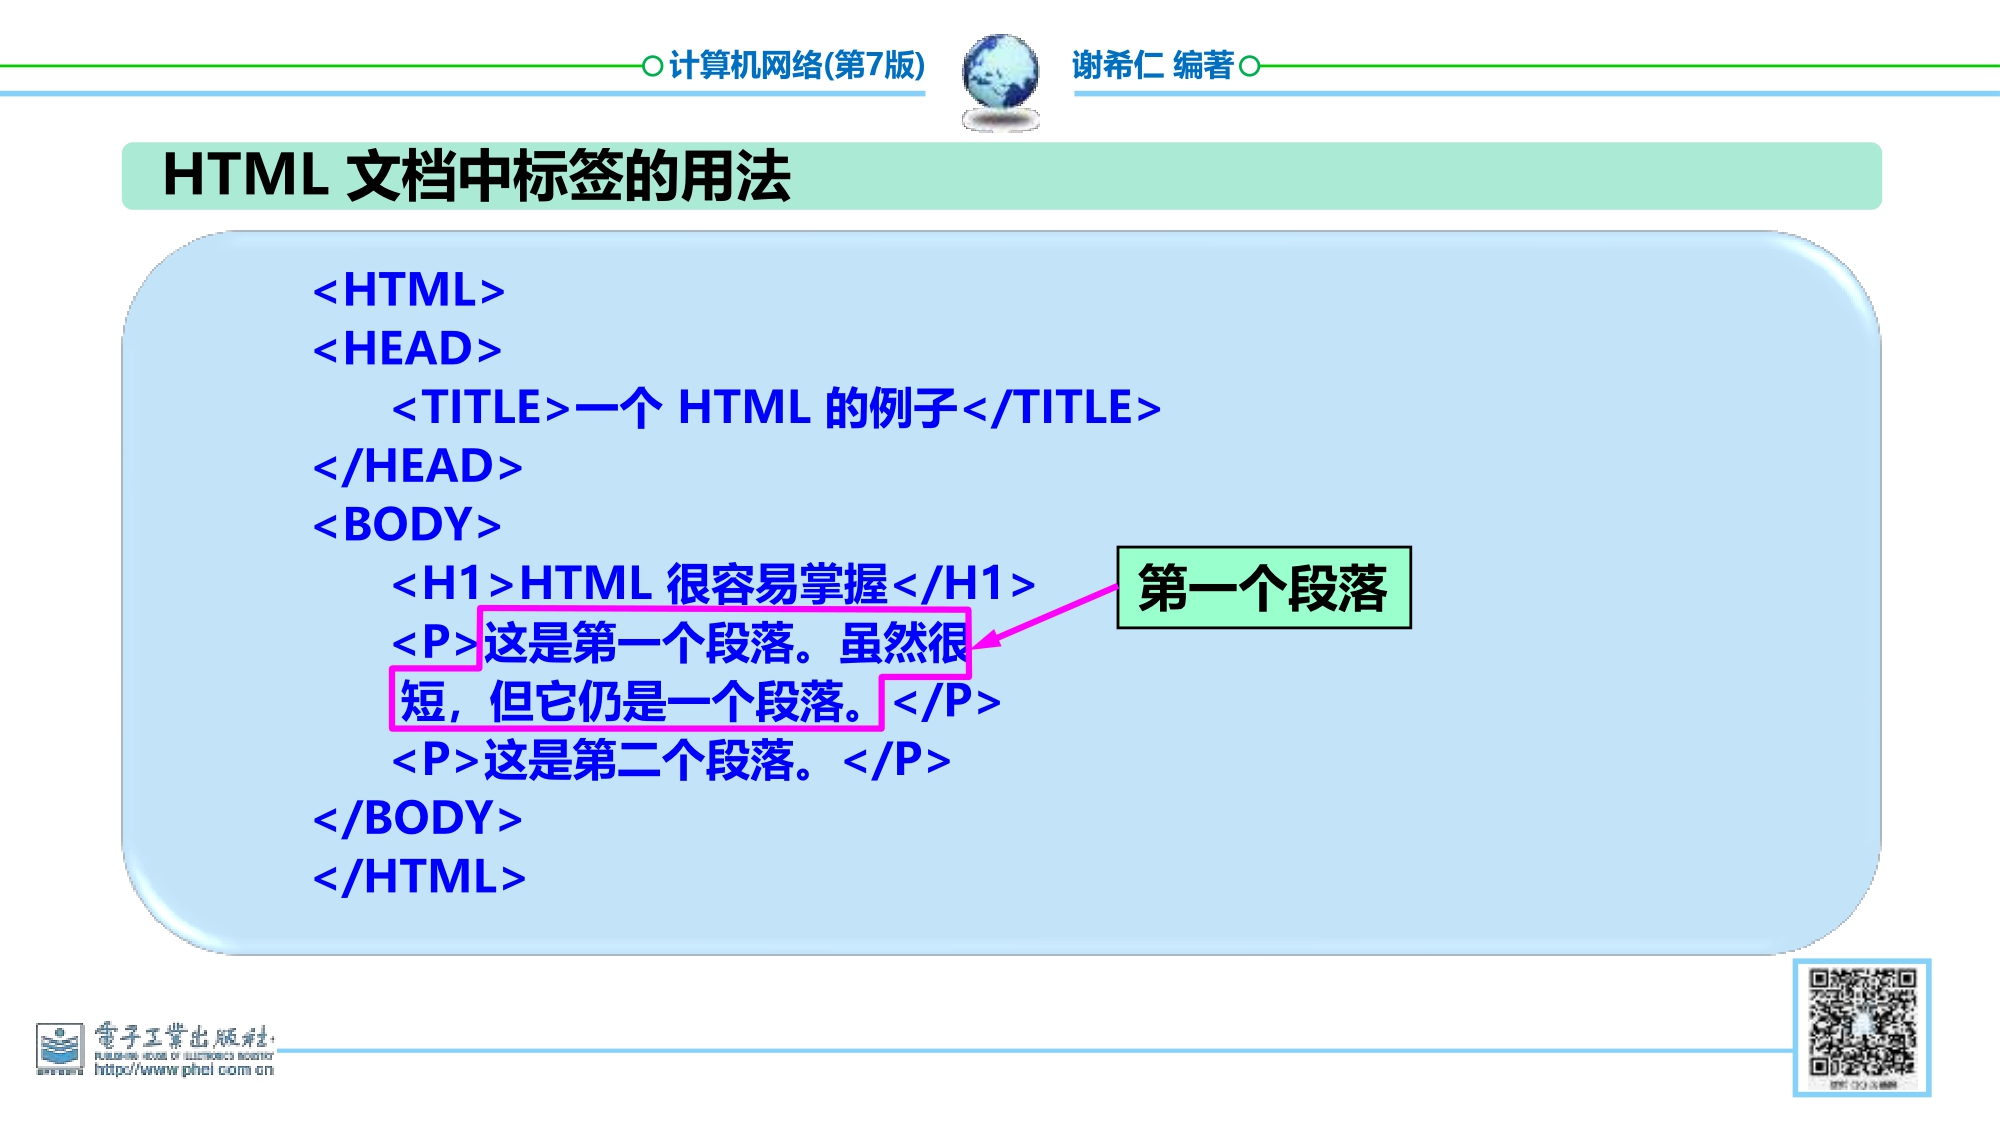 计算机网络(第7版)
谢希仁 编著
HTML 文档中标签的用法
<HTML>
<HEAD>
<TITLE>一个 HTML 的例子</TITLE>
</HEAD>
<BODY>
<H1>HTML 很容易掌握</H1>
第一个段落
<P>这是第一个段落。虽然很
短，但它仍是一个段落。</P>
<P>这是第二个段落。</P>
</BODY>
</HTML>
電子工業出版社
PUBLISHING HOUSE OF ELECTRONICS INDUSTRY
http://www.phei.com.cn